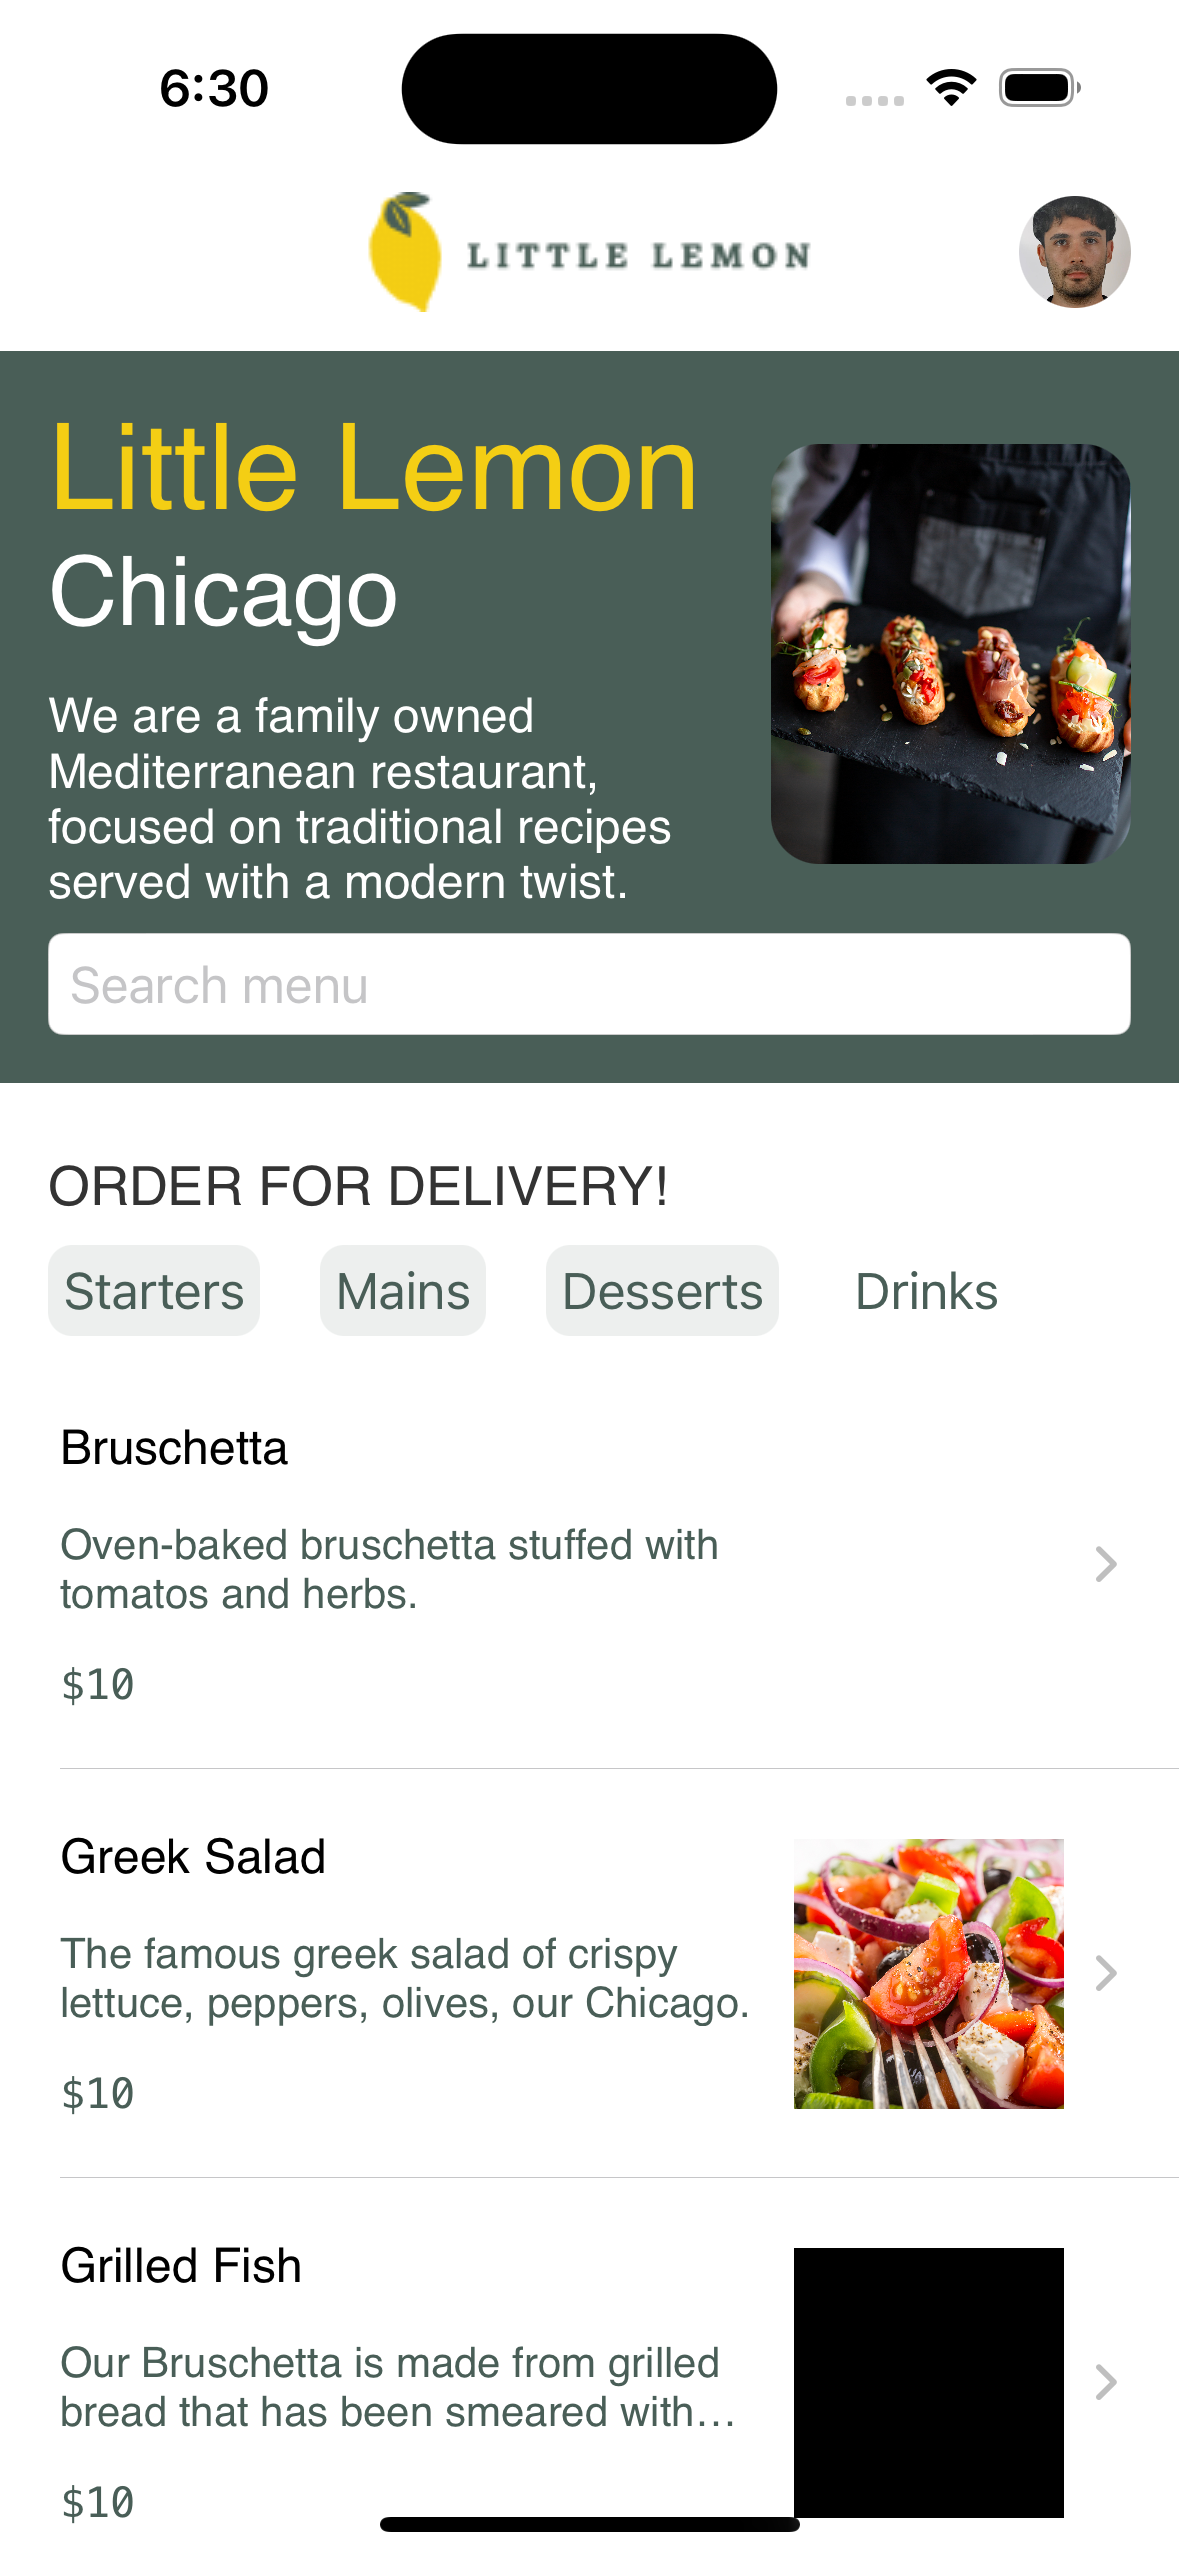 6:30
LITTLE LEMON
Little Lemon
Chicago
We are a family owned
Mediterranean restaurant,
focused on traditional recipes
served with a modern twist.
Search menu
ORDER FOR DELIVERY!
Starters Mains Desserts Drinks
Bruschetta
Oven-baked bruschetta stuffed with
tomatos and herbs.
$10
Greek Salad
The famous greek salad of crispy
lettuce, peppers, olives, our Chicago.
$10
Grilled Fish
Our Bruschetta is made from grilled
bread that has been smeared with...
$10